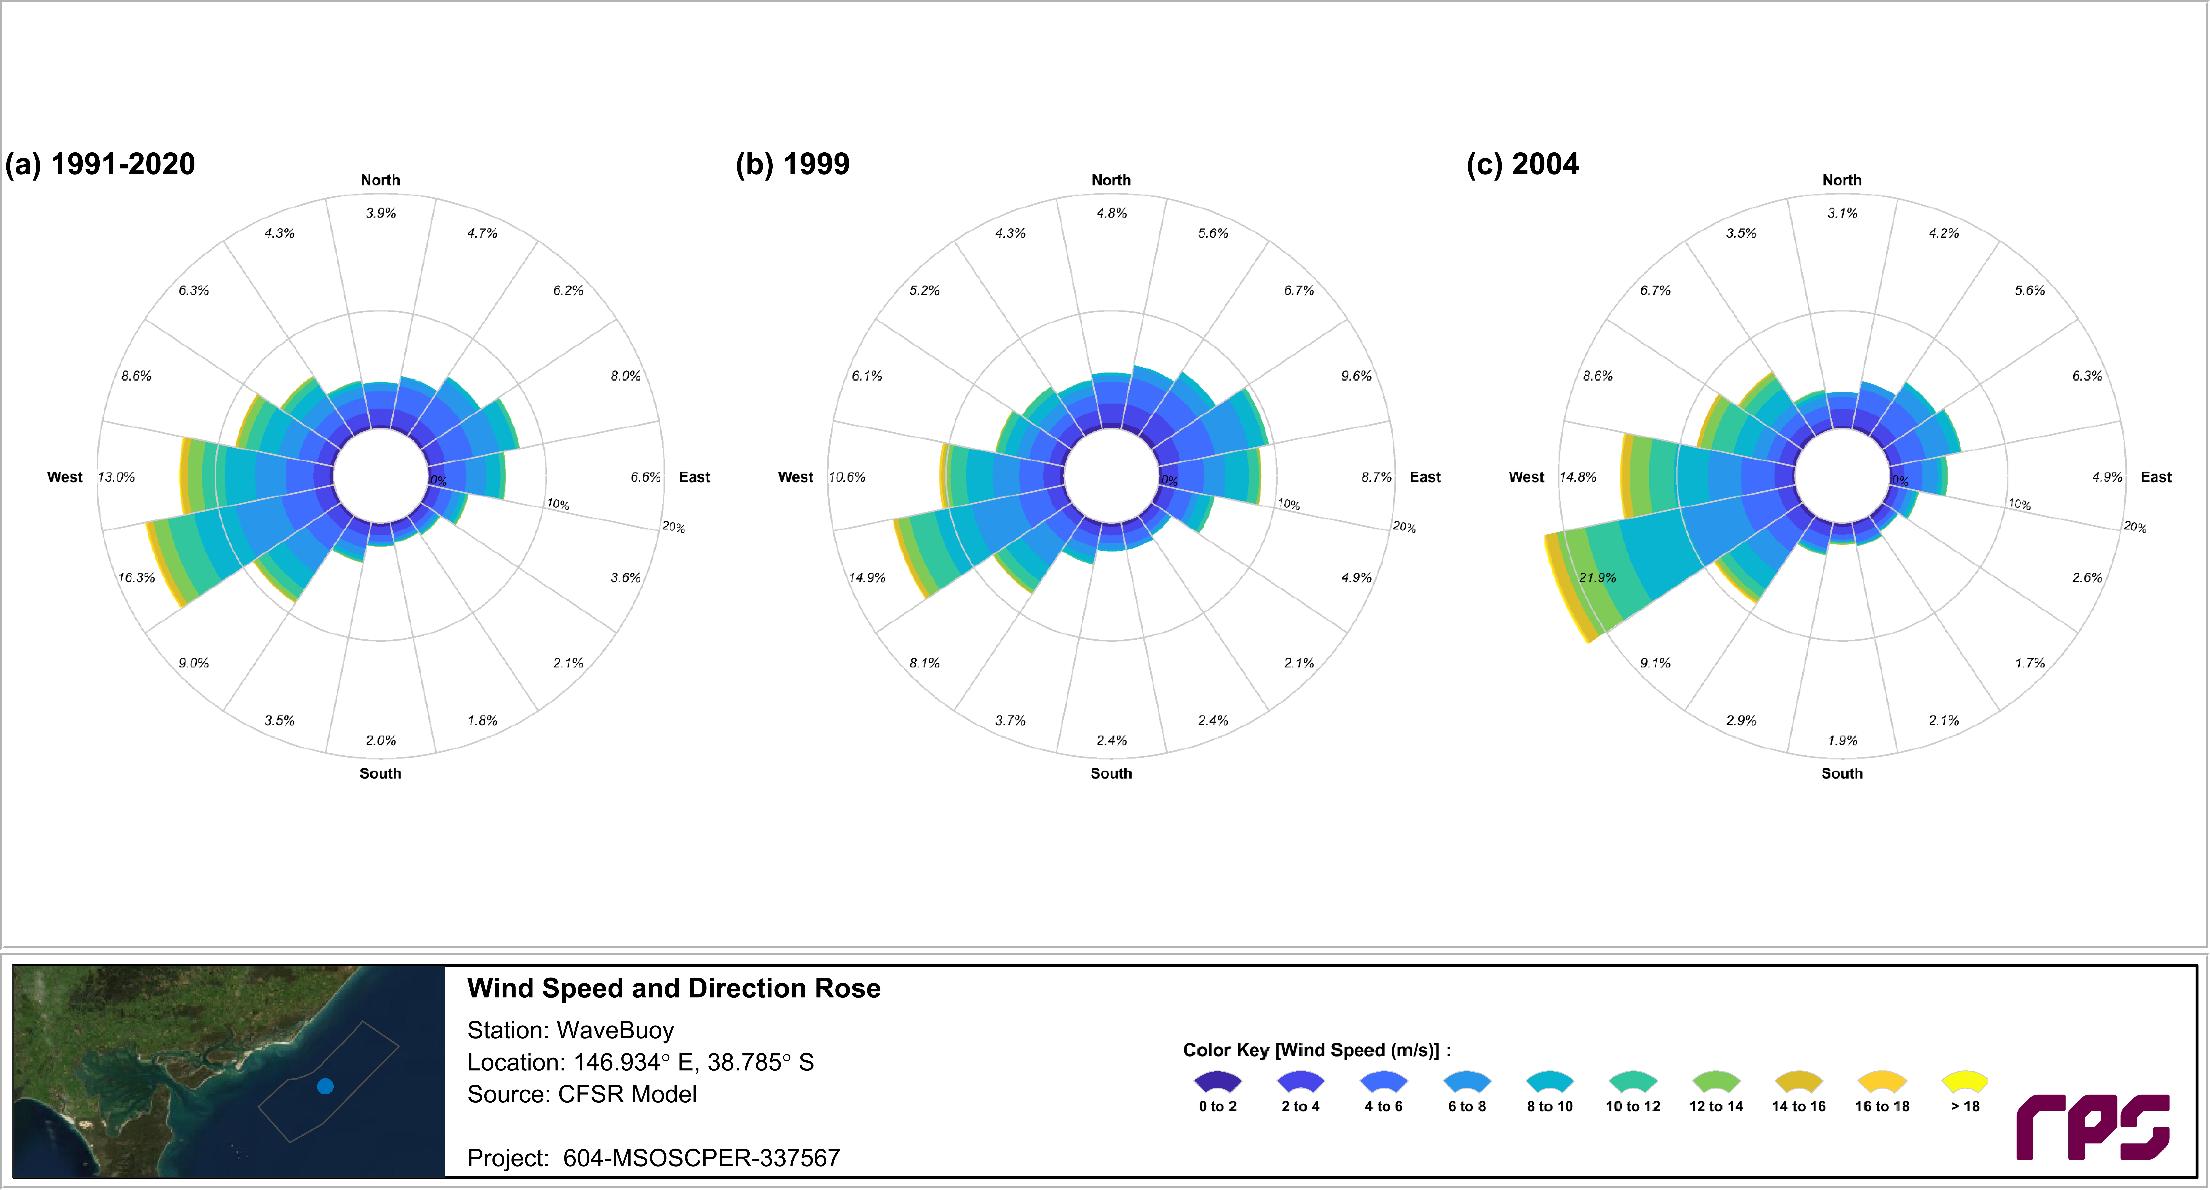 (a) 1991-2020
(b) 1999
(c) 2004
North
3.9%
4.3%
4.7%
6.3%
6.2%
8.6%
8.0%
West
13.0%
0%
6.6%
East
10%
20%
16.3%
3.6%
9.0%
2.1%
3.5%
1.8%
2.0%
South
North
4.8%
4.3%
5.6%
5.2%
6.7%
6.1%
9.6%
West
10.6%
0%
8.7%
East
10%
20%
14.9%
4.9%
8.1%
2.1%
3.7%
2.4%
2.4%
South
North
3.1%
3.5%
4.2%
6.7%
5.6%
8.6%
6.3%
West
14.8%
0%
4.9%
East
10%
20%
21.9%
2.6%
9.1%
1.7%
2.9%
2.1%
1.9%
South
Wind Speed and Direction Rose
Station: WaveBuoy
Location: 146.934° E, 38.785° S
Source: CFSR Model
Project: 604-MSOSCPER-337567
Color Key [Wind Speed (m/s)] :
0 to 2 2 to 4 4 to 6 6 to 8 8 to 10 10 to 12 12 to 14 14 to 16 16 to 18 > 18
rps